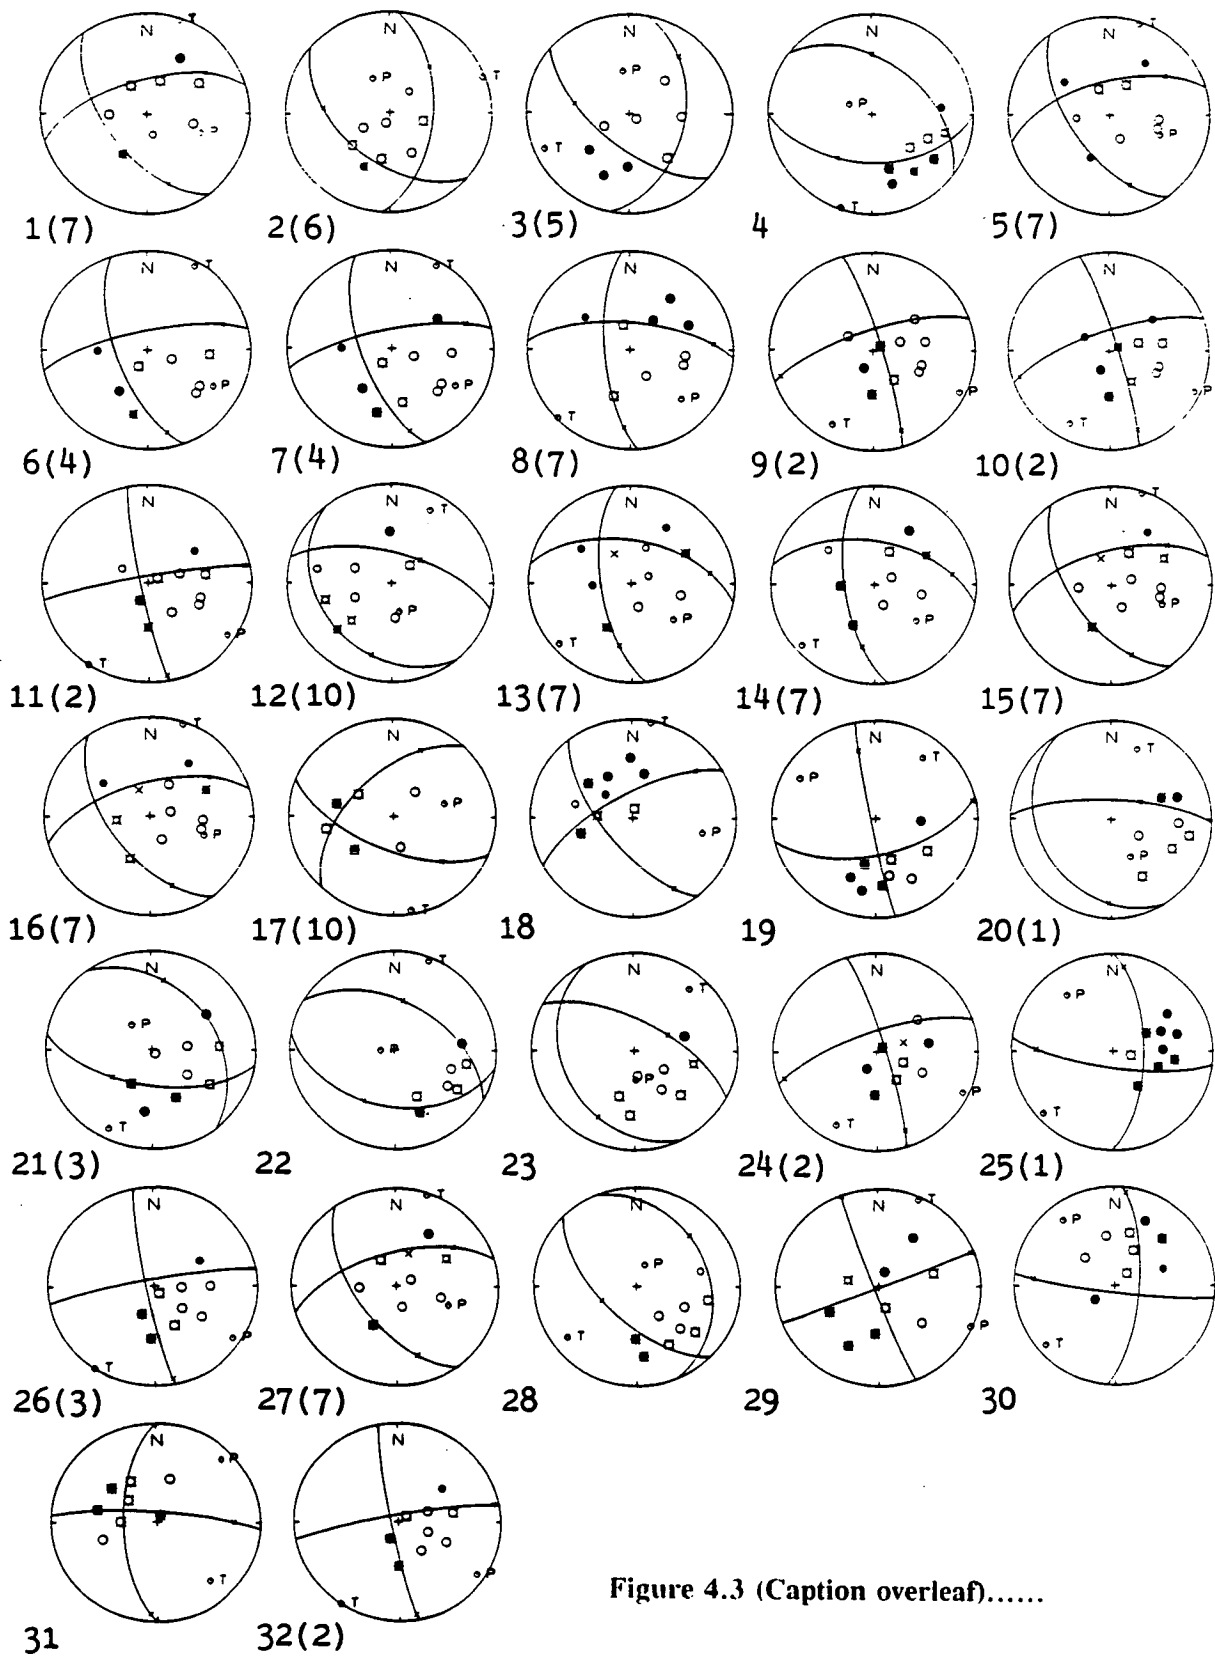 T N P
N P T
N P T
N P T
T N P
1(7) 2(6) 3(5) 4 5(7)
N T P
N T P
N P T
N P T
N P T
6(4) 7(4) 8(7) 9(2) 10(2)
N P T
N T P
N P T
N P T
T N P
11(2) 12(10) 13(7) 14(7) 15(7)
T N P
N P T
T N P
N T P
N T P
16(7) 17(10) 18 19 20(1)
N P T
T N P
N T P
N P T
N P T
21(3) 22 23 24(2) 25(1)
N P T
T N P
N P T
T N P
N P T
26(3) 27(7) 28 29 30
N P T
N P T
31 32(2)
Figure 4.3 (Caption overleaf)......